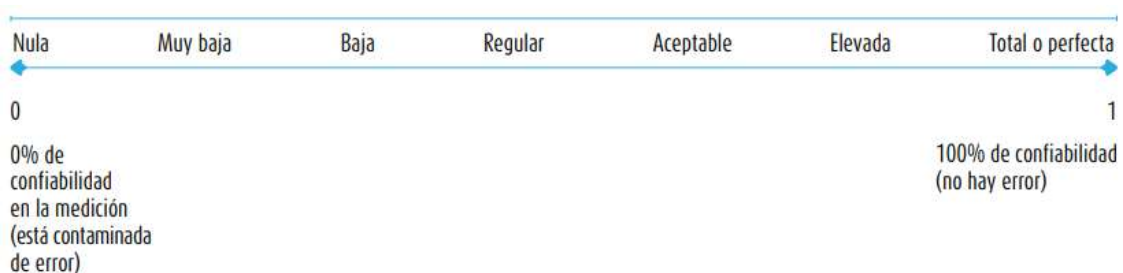 Nula Muy baja Baja Regular Aceptable Elevada Total o perfecta
0 1
0% de
confiabilidad
en la medición
(está contaminada
de error)
100% de confiabilidad
(no hay error)